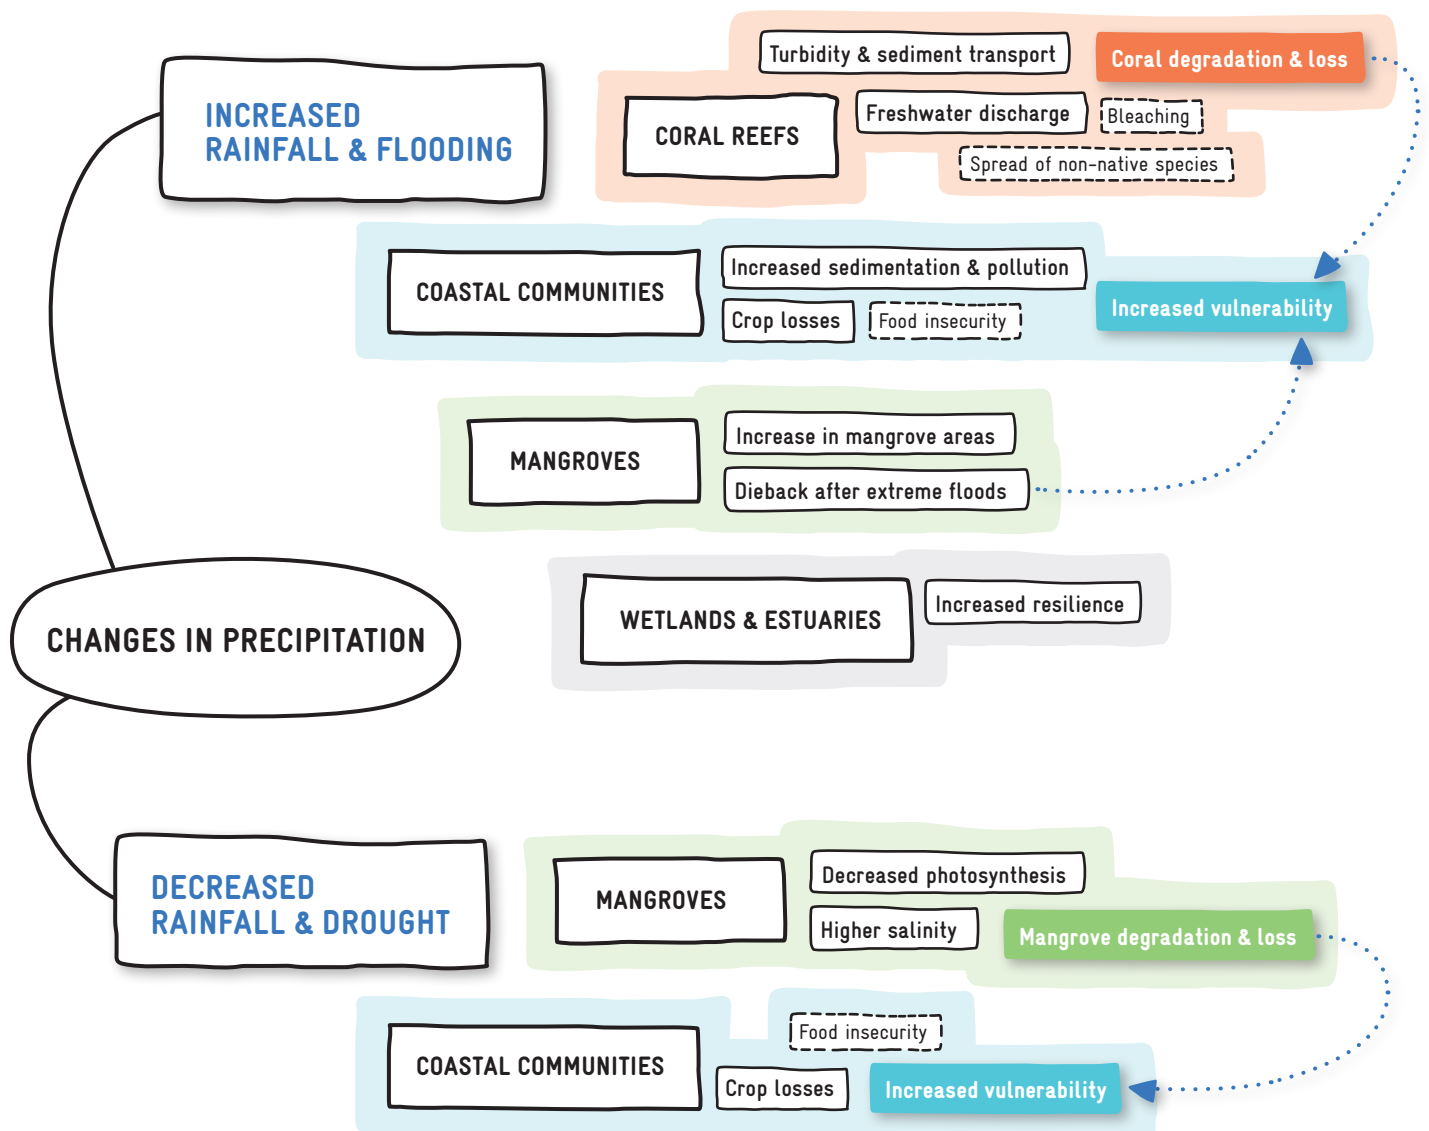 INCREASED
RAINFALL & FLOODING
CORAL REEFS
Turbidity & sediment transport
Coral degradation & loss
Freshwater discharge
Bleaching
Spread of non-native species
COASTAL COMMUNITIES
Increased sedimentation & pollution
Crop losses
Food insecurity
Increased vulnerability
MANGROVES
Increase in mangrove areas
Dieback after extreme floods
WETLANDS & ESTUARIES
Increased resilience
CHANGES IN PRECIPITATION
DECREASED
RAINFALL & DROUGHT
MANGROVES
Decreased photosynthesis
Higher salinity
Mangrove degradation & loss
COASTAL COMMUNITIES
Food insecurity
Crop losses
Increased vulnerability